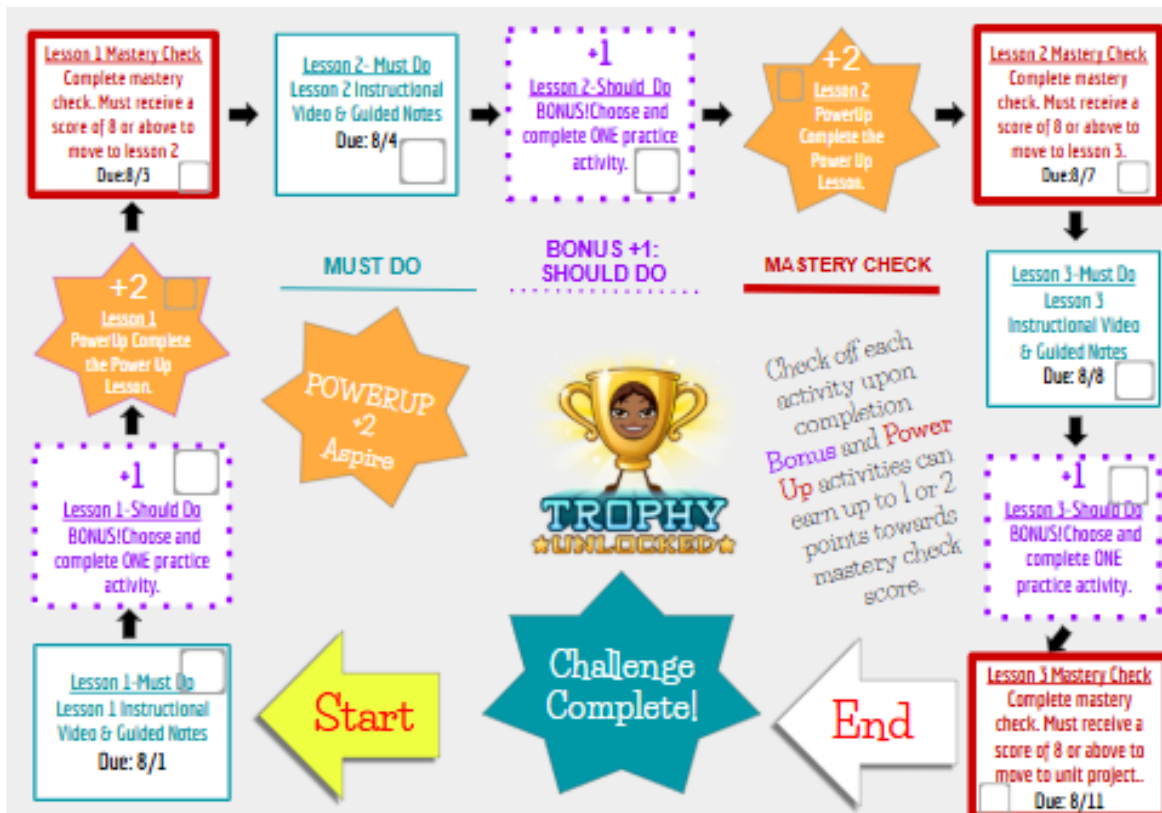 Lesson 1 Mastery Check
Complete mastery
check. Must receive a
score of 8 or above to
move to lesson 2
Due:8/3
Lesson 2- Must Do
Lesson 2 Instructional
Video & Guided Notes
Due: 8/4
+1
Lesson 2-Should Do
BONUS!Choose and
complete ONE practice
activity.
+2
Lesson 2
PowerUp
Complete the
Power Up
Lesson.
Lesson 2 Mastery Check
Complete mastery
check. Must receive a
score of 8 or above to
move to lesson 3.
Due:8/7
+2
Lesson 1
PowerUp Complete
the Power Up
Lesson.
MUST DO
BONUS +1:
SHOULD DO
MASTERY CHECK
Lesson 3-Must Do
Lesson 3
Instructional Video
& Guided Notes
Due: 8/8
POWERUP
+2
Aspire
TROPHY
UNLOCKED
Check off each
activity upon
completion
Bonus and Power
Up activities can
earn up to 1 or 2
points towards
mastery check
score.
+1
Lesson 1-Should Do
BONUS!Choose and
complete ONE practice
activity.
+1
Lesson 3-Should Do
BONUS!Choose and
complete ONE
practice activity.
Lesson 1-Must Do
Lesson 1 Instructional
Video & Guided Notes
Due: 8/1
Start
Challenge
Complete!
End
Lesson 3 Mastery Check
Complete mastery
check. Must receive a
score of 8 or above to
move to unit project..
Due: 8/11